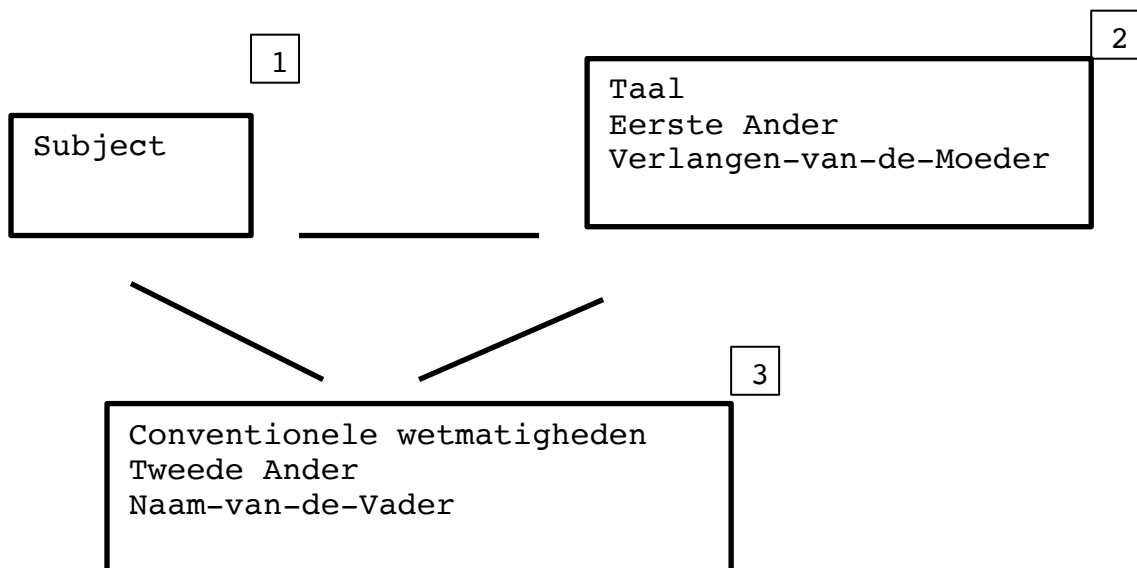 1
Subject
2
Taal
Eerste Ander
Verlangen-van-de-Moeder
3
Conventionele wetmatigheden
Tweede Ander
Naam-van-de-Vader